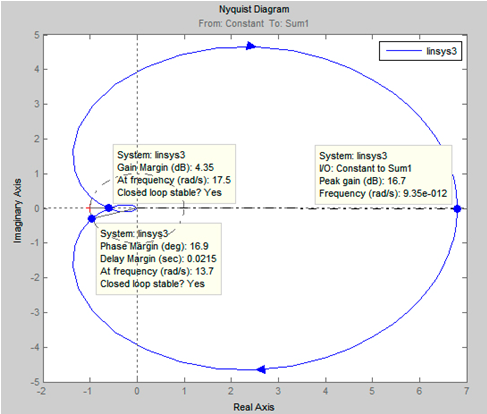 Nyquist Diagram
From: Constant To: Sum1
linsys3
5
4
3
2
1
0
-1
-2
-3
-4
-5
Imaginary Axis
System: linsys3
Gain Margin (dB): 4.35
At frequency (rad/s): 17.5
Closed loop stable? Yes
System: linsys3
I/O: Constant to Sum1
Peak gain (dB): 16.7
Frequency (rad/s): 9.35e-012
System: linsys3
Phase Margin (deg): 16.9
Delay Margin (sec): 0.0215
At frequency (rad/s): 13.7
Closed loop stable? Yes
-2 -1 0 1 2 3 4 5 6 7
Real Axis